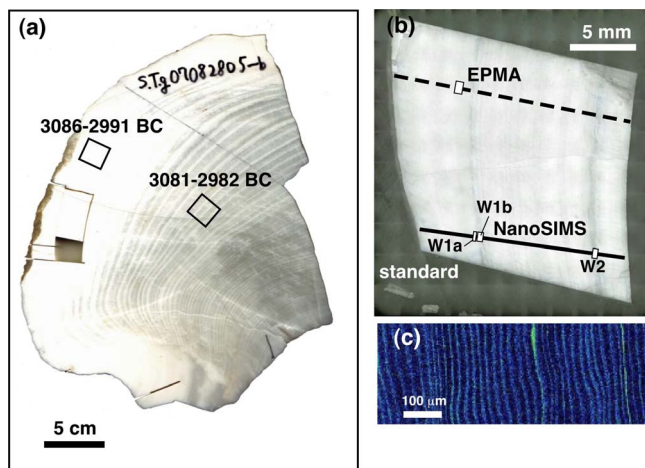 (a)
S.Tg07082805-b
3086-2991 BC
3081-2982 BC
5 cm
(b)
5 mm
EPMA
W1b
NanoSIMS
W1a
W2
standard
(c)
100 μm